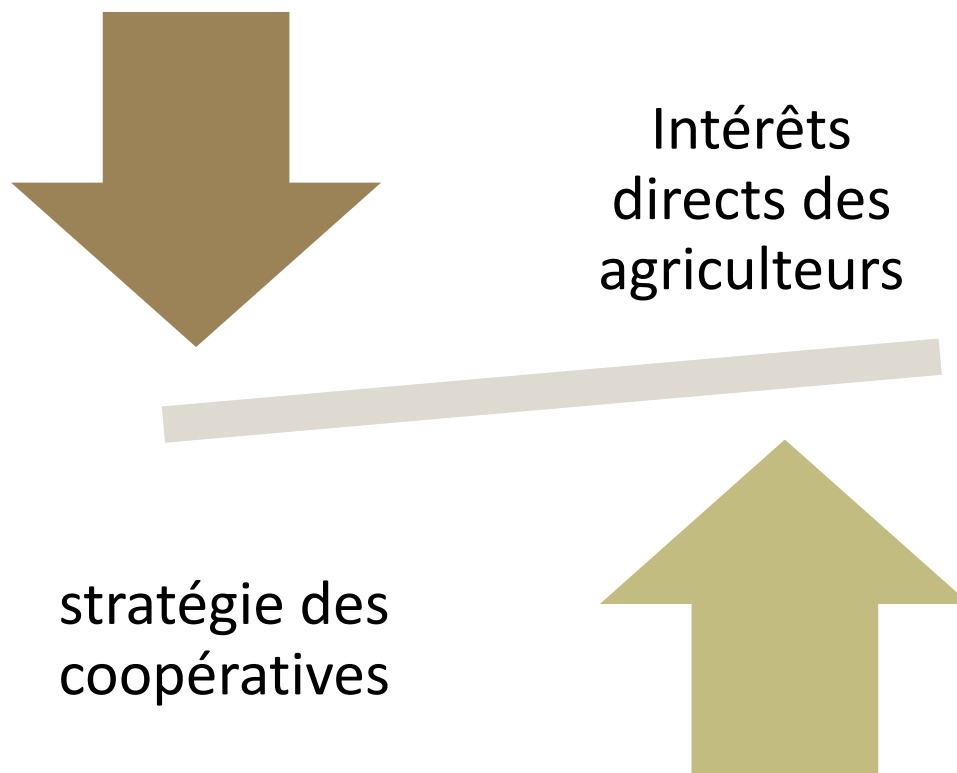 Intérêts
directs des
agriculteurs
stratégie des
coopératives